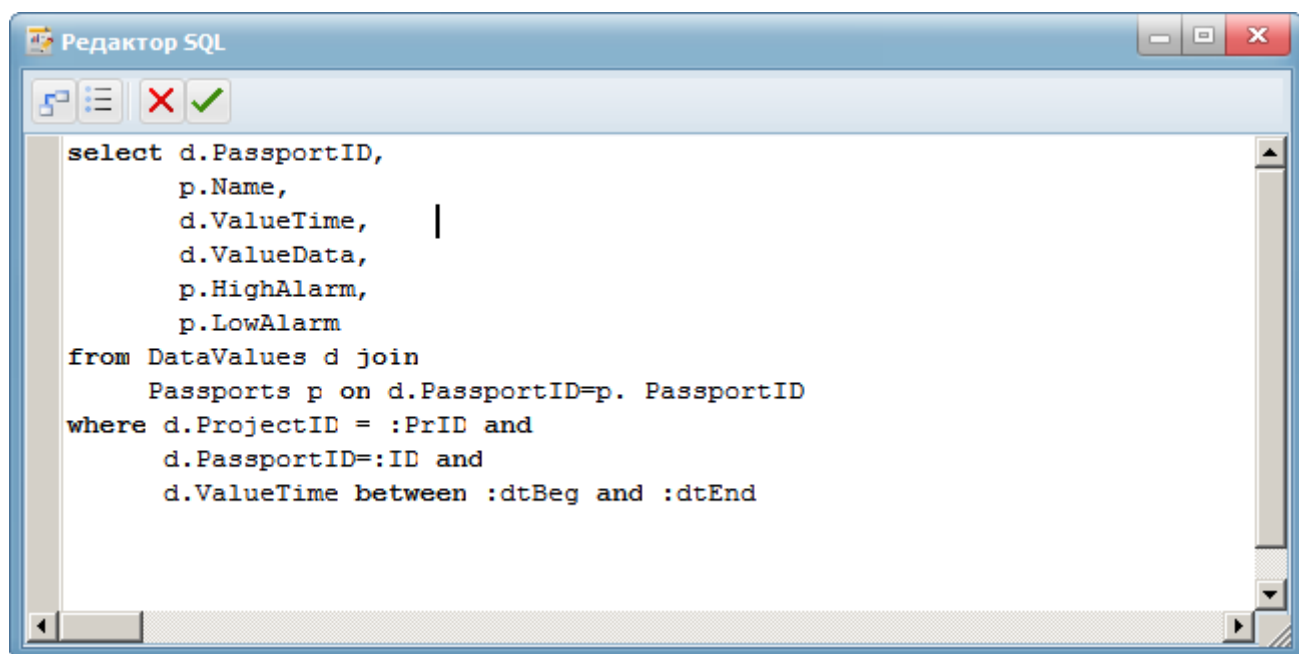 Редактор SQL
select d.PassportID,
p.Name,
d.ValueTime,
d.ValueData,
p.HighAlarm,
p.LowAlarm
from DataValues d join
Passports p on d.PassportID=p. PassportID
where d.ProjectID = :PrID and
d.PassportID=:ID and
d.ValueTime between :dtBeg and :dtEnd